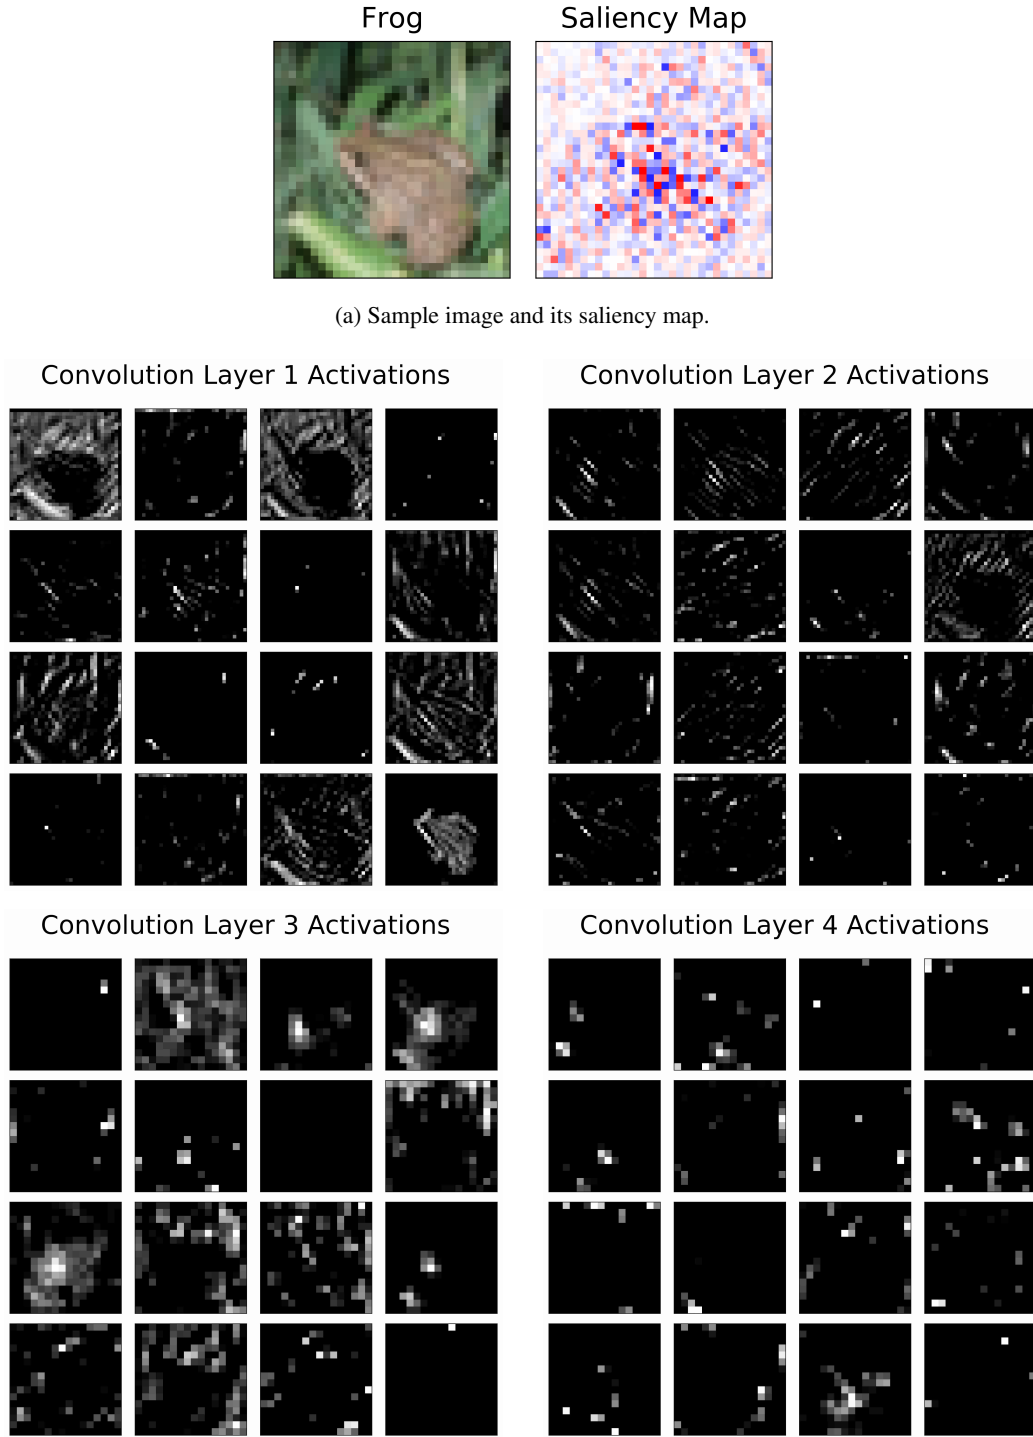 Frog
Saliency Map
(a) Sample image and its saliency map.
Convolution Layer 1 Activations
Convolution Layer 2 Activations
Convolution Layer 3 Activations
Convolution Layer 4 Activations